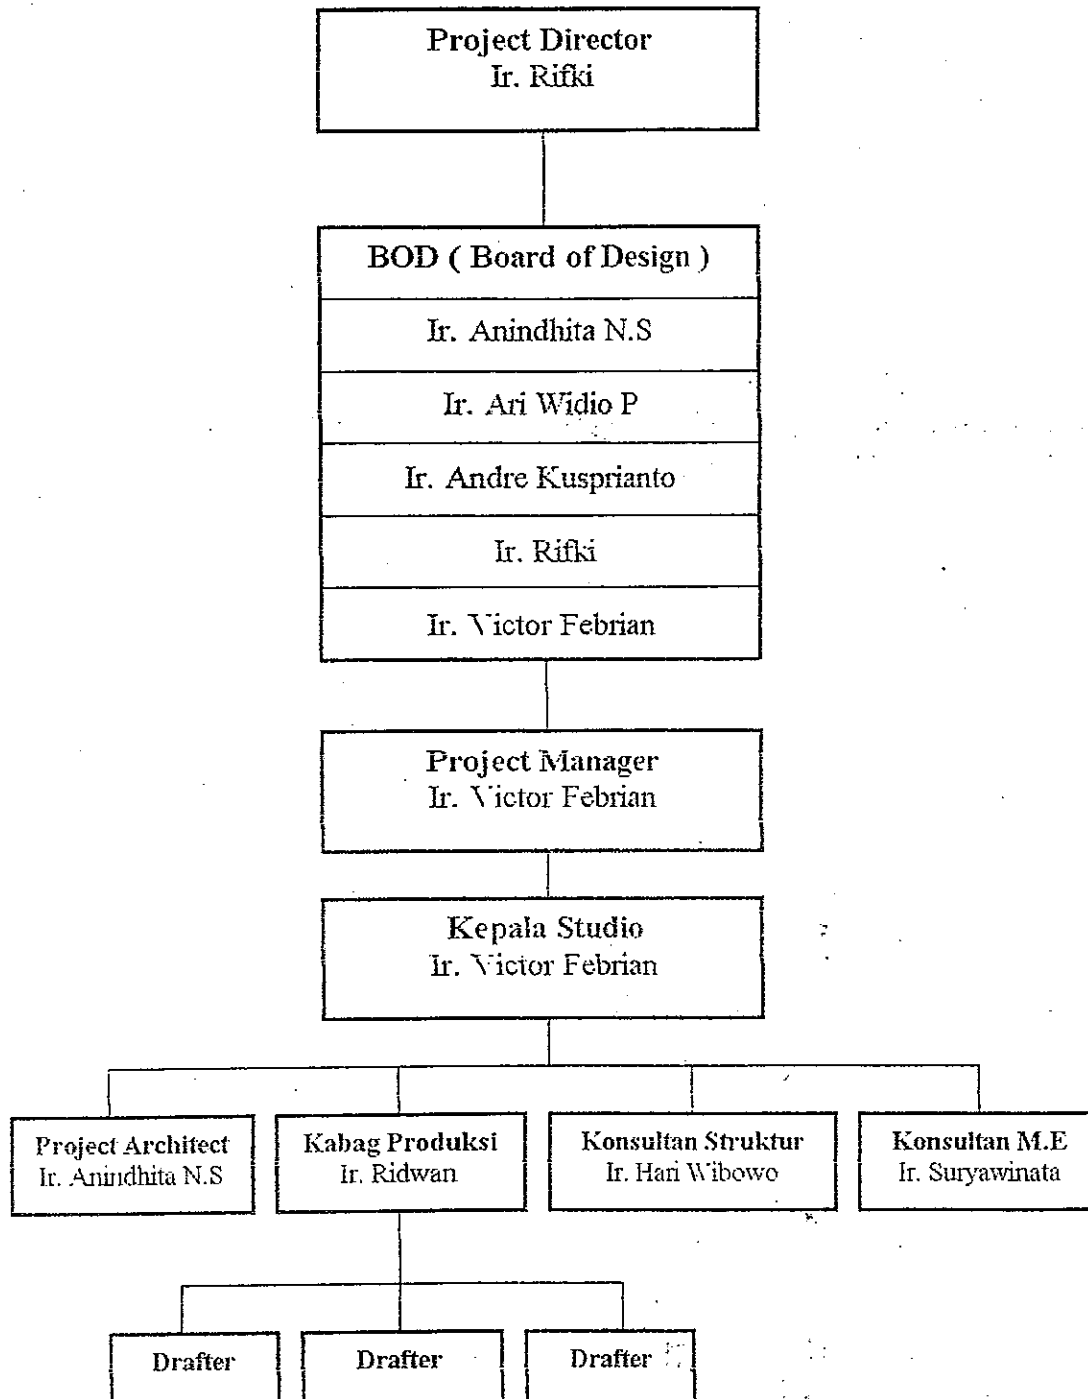 Project Director
Ir. Rifki
BOD ( Board of Design )
Ir. Anindhita N.S
Ir. Ari Widio P
Ir. Andre Kusprianto
Ir. Rifki
Ir. Victor Febrian
Project Manager
Ir. Victor Febrian
Kepala Studio
Ir. Victor Febrian
Project Architect
Ir. Anindhita N.S
Kabag Produksi
Ir. Ridwan
Konsultan Struktur
Ir. Hari Wibowo
Konsultan M.E
Ir. Suryawinata
Drafter
Drafter
Drafter